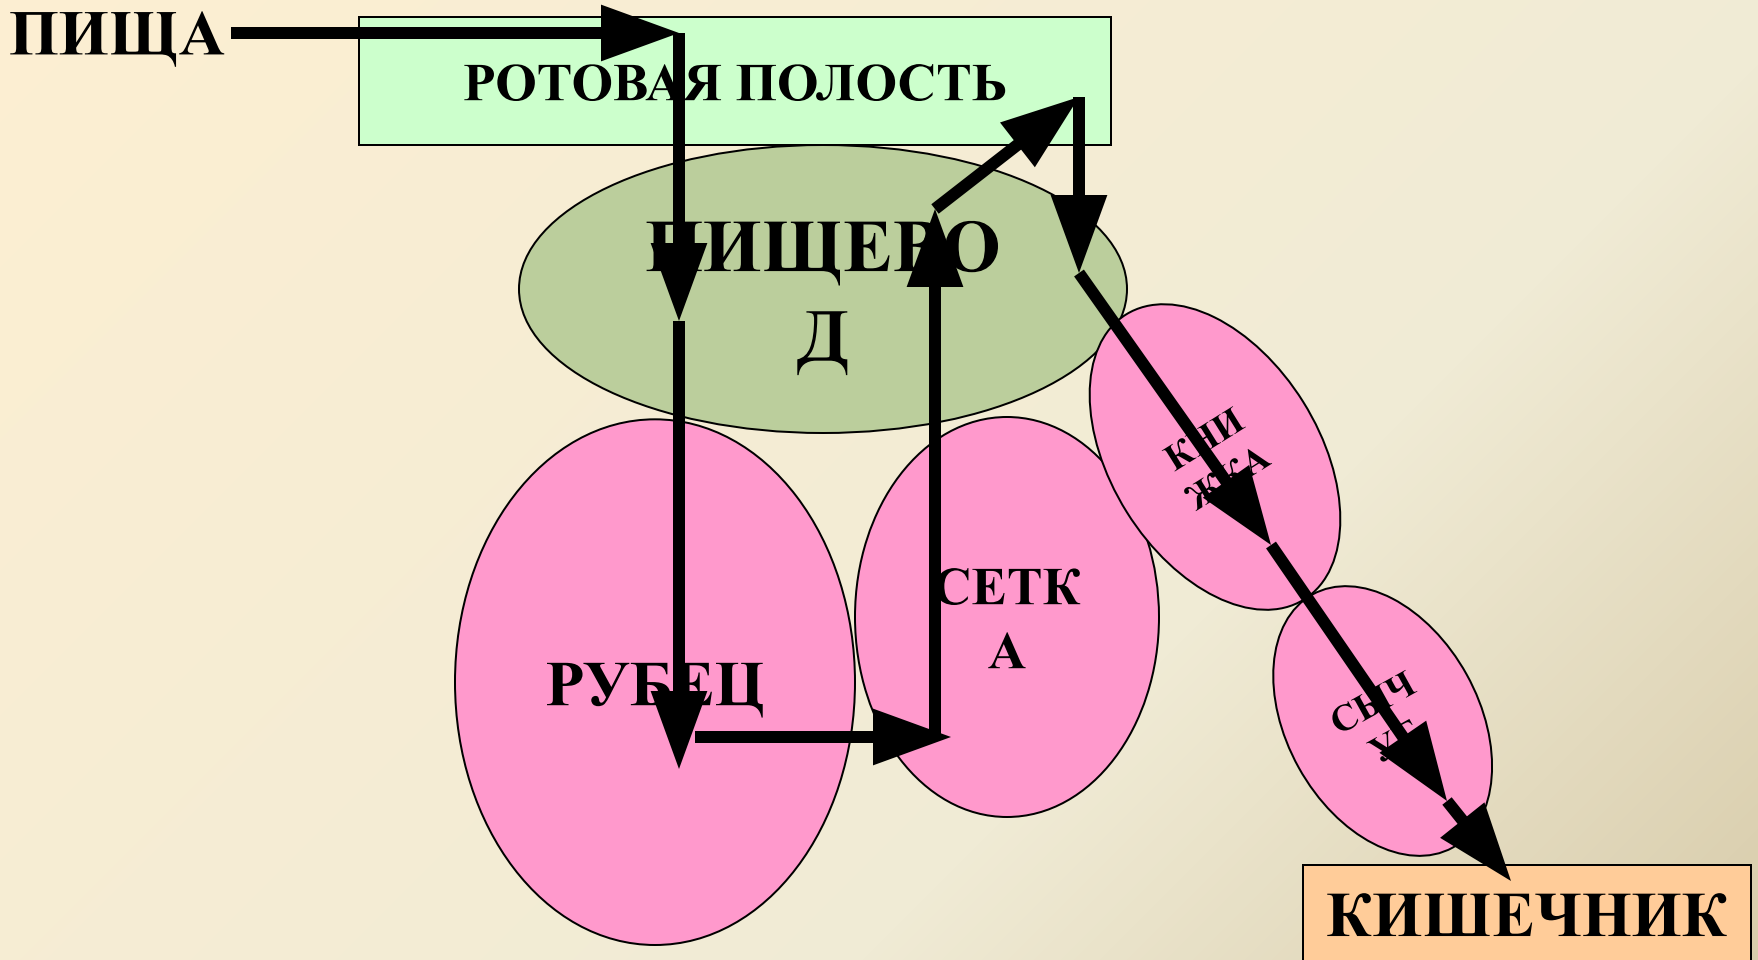 ПИЩА
РОТОВАЯ ПОЛОСТЬ
ПИЩЕВО
Д
РУБЕЦ
СЕТК
А
КНИ
ЖКА
СЫЧ
УГ
КИШЕЧНИК